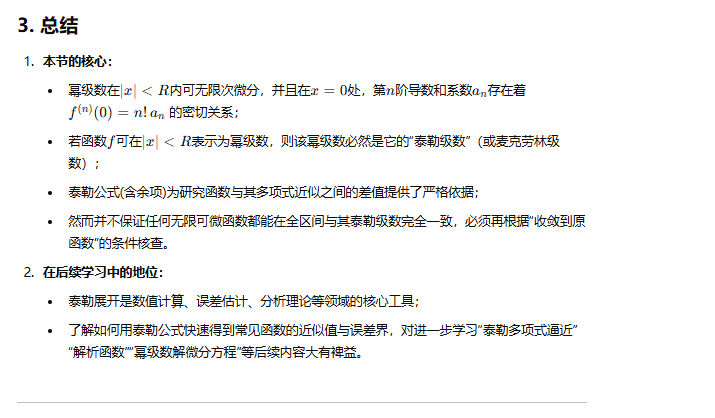 3. 总结
1. 本节的核心：
• 幂级数在|x| < R内可无限次微分，并且在x = 0处，第n阶导数和系数aₙ存在着
f⁽ⁿ⁾(0) = n! aₙ 的密切关系；
• 若函数f可在|x| < R表示为幂级数，则该幂级数必然是它的“泰勒级数”（或麦克劳林级
数）；
• 泰勒公式(含余项)为研究函数与其多项式近似之间的差值提供了严格依据；
• 然而并不保证任何无限可微函数都能在全区间与其泰勒级数完全一致，必须再根据“收敛到原
函数”的条件核查。
2. 在后续学习中的地位：
• 泰勒展开是数值计算、误差估计、分析理论等领域的核心工具；
• 了解如何用泰勒公式快速得到常见函数的近似值与误差界，对进一步学习“泰勒多项式逼近”
“解析函数”“幂级数解微分方程”等后续内容大有裨益。